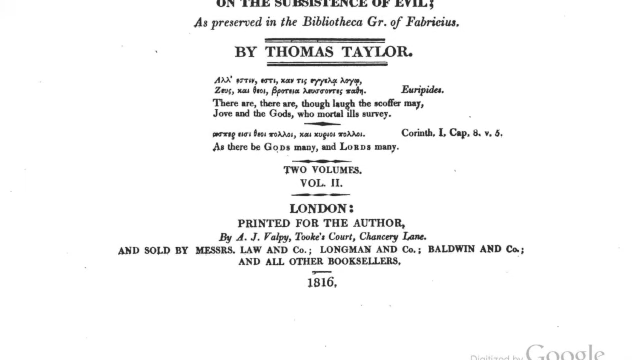 ON THE SUBSISTENCE OF EVIL;
As preserved in the Bibliotheca Gr. of Fabricius.
BY THOMAS TAYLOR.
Αλλ' εστιν, εστι, καν τις εγγελα λογῳ,
Ζευς, και θεοι, βροτεια λευσσοντες παθη. Euripides.
There are, there are, though laugh the scoffer may,
Jove and the Gods, who mortal ills survey.
ωσπερ εισι θεοι πολλοι, και κυριοι πολλοι. Corinth. I, Cap. 8. v. 5.
As there be GODS many, and LORDS many.
TWO VOLUMES.
VOL. II.
LONDON:
PRINTED FOR THE AUTHOR,
By A. J. Valpy, Tooke's Court, Chancery Lane.
AND SOLD BY MESSRS. LAW AND Co.; LONGMAN AND Co.; BALDWIN AND Co.;
AND ALL OTHER BOOKSELLERS.
1816.
Digitized by Google